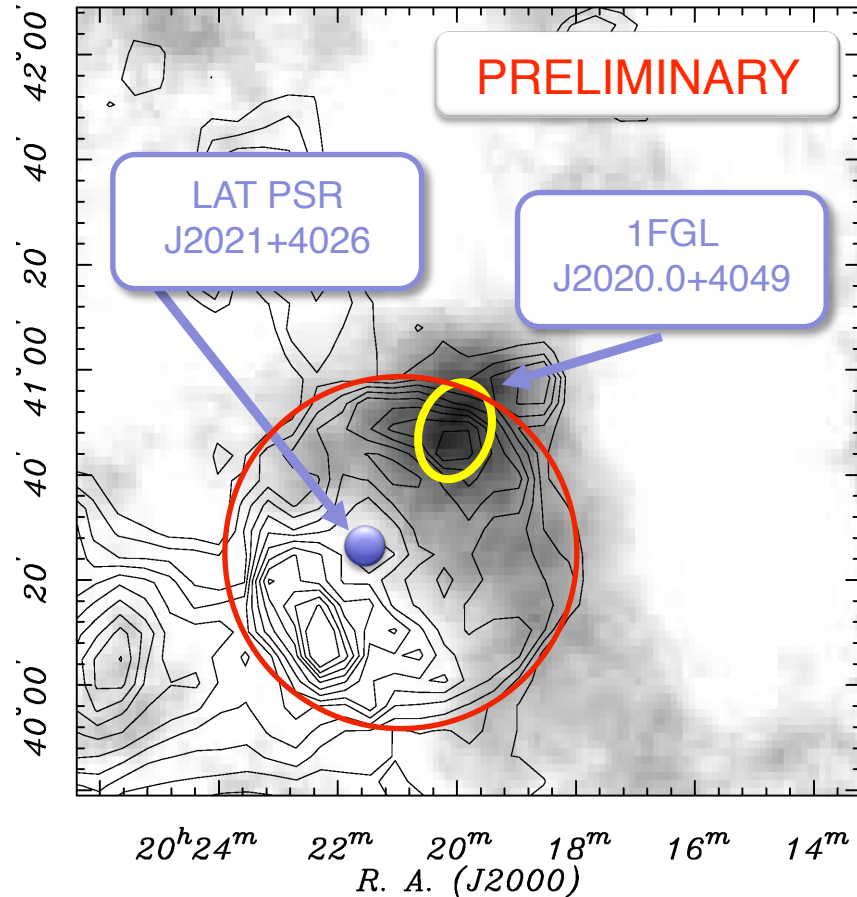 PRELIMINARY
LAT PSR
J2021+4026
1FGL
J2020.0+4049
42°00'
40'
20'
41°00'
40'
20'
40°00'
20ʰ24ᵐ 22ᵐ 20ᵐ 18ᵐ 16ᵐ 14ᵐ
R. A. (J2000)